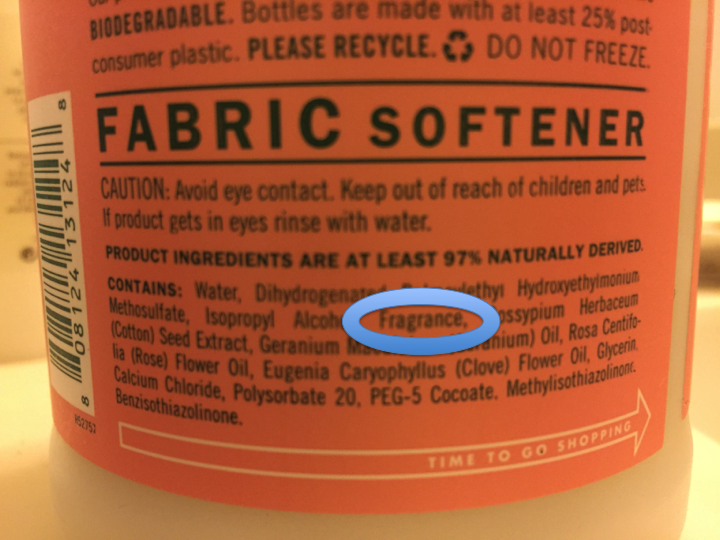 BIODEGRADABLE. Bottles are made with at least 25% post-
consumer plastic. PLEASE RECYCLE. DO NOT FREEZE.
FABRIC SOFTENER
CAUTION: Avoid eye contact. Keep out of reach of children and pets.
If product gets in eyes rinse with water.
PRODUCT INGREDIENTS ARE AT LEAST 97% NATURALLY DERIVED.
CONTAINS: Water, Dihydrogenated Hydroxyethylmonium
Methosulfate, Isopropyl Fragrance, Herbaceum
(Cotton) Seed Extract, Geranium Oil, Rosa Centifo-
lia (Rose) Flower Oil, Eugenia Caryophyllus (Clove) Flower Oil, Glycerin,
Calcium Chloride, Polysorbate 20, PEG-5 Cocoate. Methylisothiazolinone.
Benzisothiazolinone.
TIME TO GO SHOPPING
8 08124 13124 8